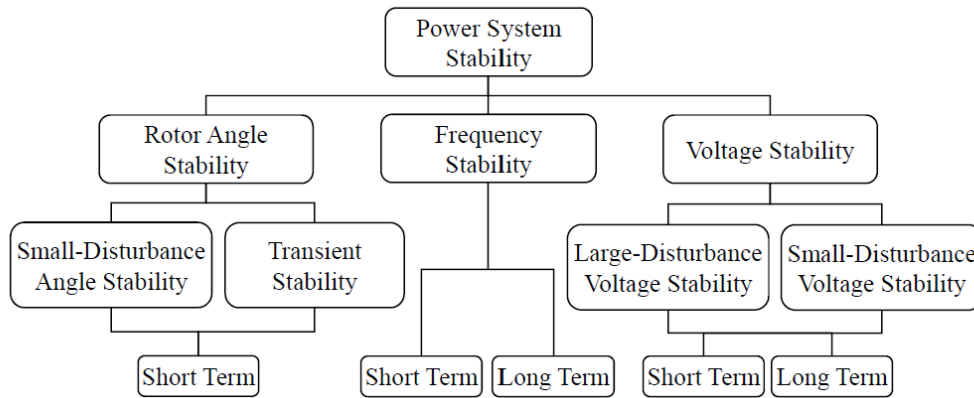 Power System
Stability
Rotor Angle
Stability
Frequency
Stability
Voltage Stability
Small-Disturbance
Angle Stability
Transient
Stability
Large-Disturbance
Voltage Stability
Small-Disturbance
Voltage Stability
Short Term
Short Term
Long Term
Short Term
Long Term